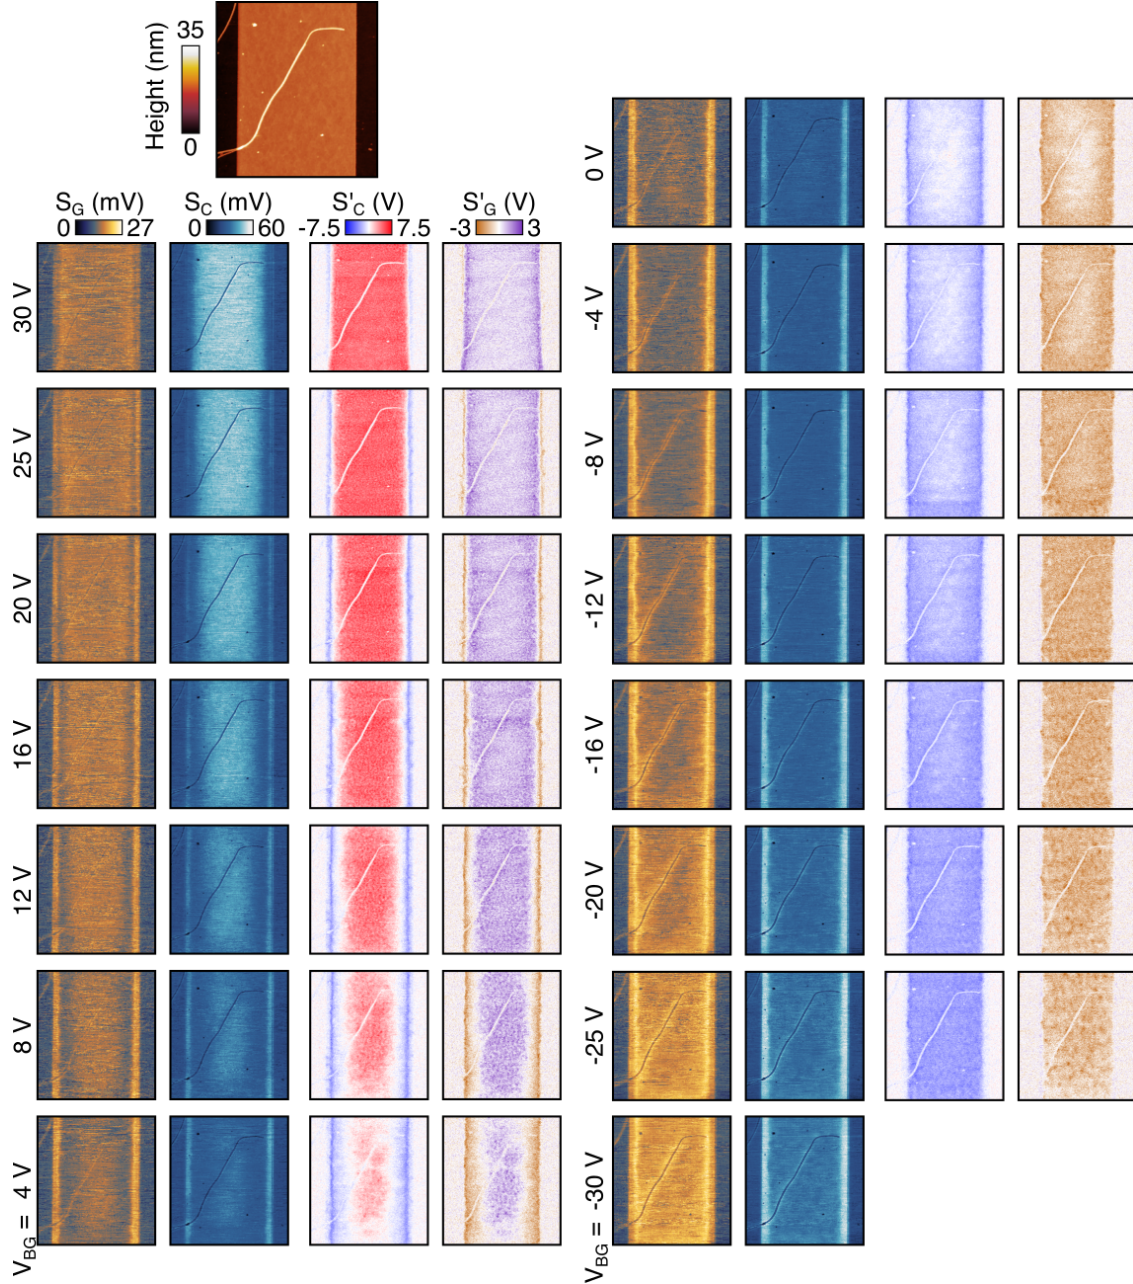 Height (nm)
35
0
S_G (mV)
0 27
S_C (mV)
0 60
S'_C (V)
-7.5 7.5
S'_G (V)
-3 3
30 V
25 V
20 V
16 V
12 V
8 V
V_BG = 4 V
0 V
-4 V
-8 V
-12 V
-16 V
-20 V
-25 V
V_BG = -30 V